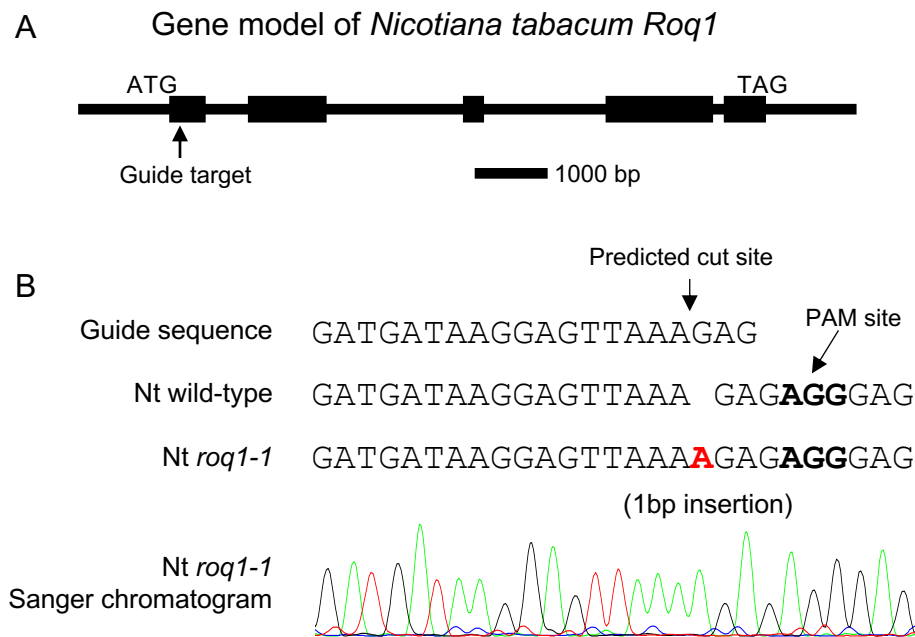 A
Gene model of Nicotiana tabacum Roq1
ATG
TAG
Guide target
1000 bp
B
Predicted cut site
PAM site
Guide sequence
GATGATAAGGAGTTAAAGAG
Nt wild-type
GATGATAAGGAGTTAAA GAGAGGGAG
Nt roq1-1
GATGATAAGGAGTTAAAAGAGAGGGAG
(1bp insertion)
Nt roq1-1
Sanger chromatogram